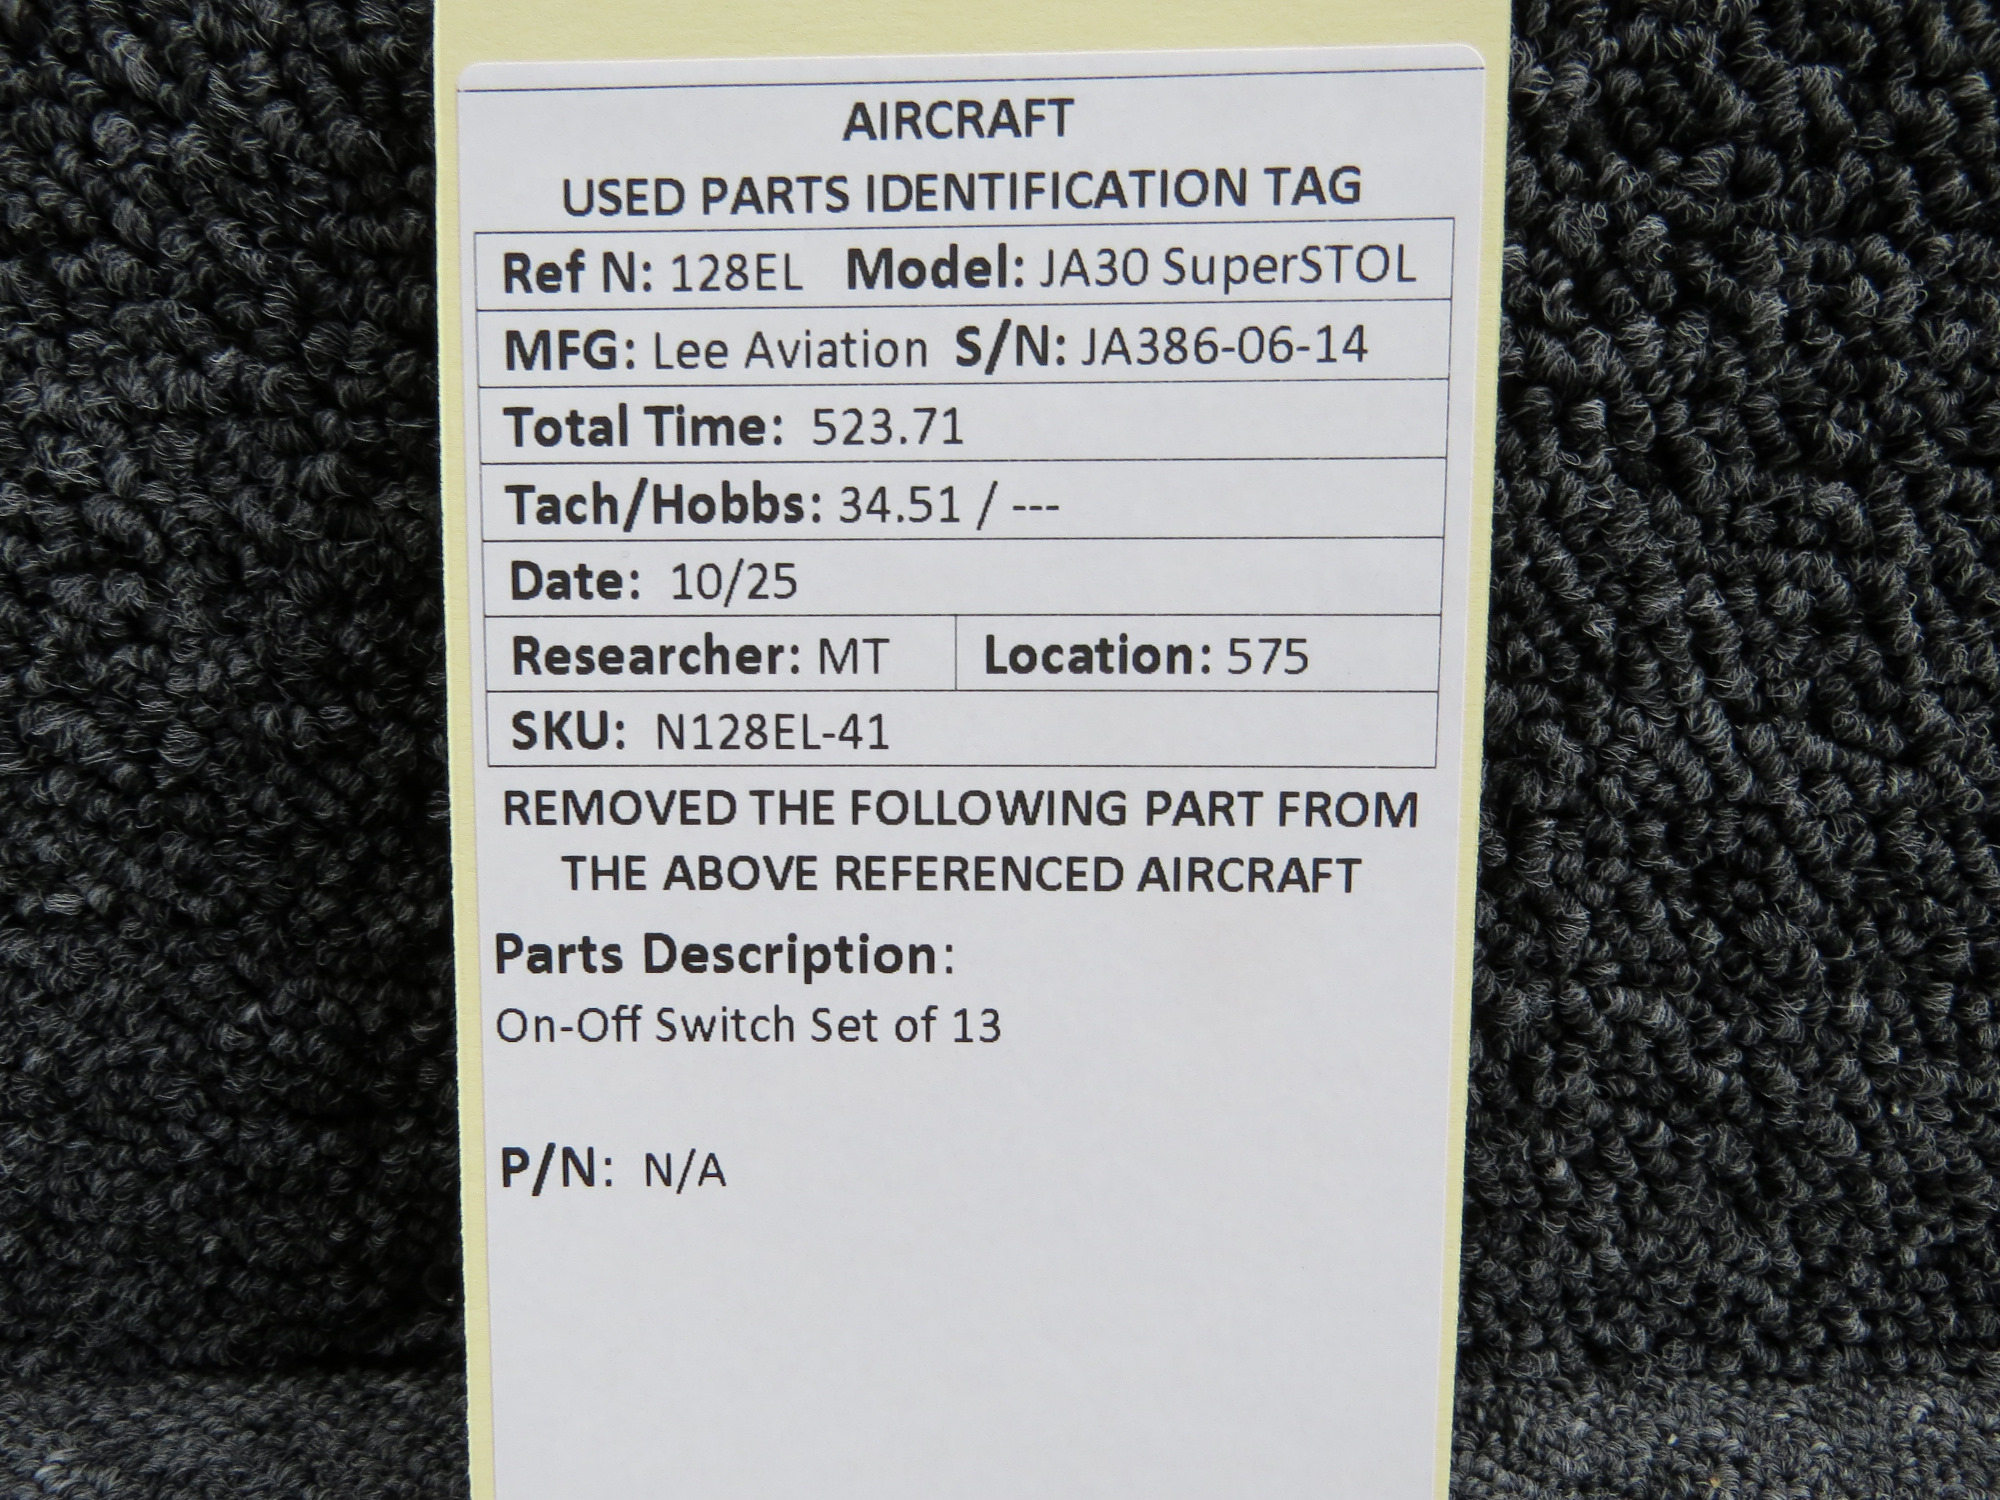 AIRCRAFT
USED PARTS IDENTIFICATION TAG
Ref N: 128EL Model: JA30 SuperSTOL
MFG: Lee Aviation S/N: JA386-06-14
Total Time: 523.71
Tach/Hobbs: 34.51 / ---
Date: 10/25
Researcher: MT Location: 575
SKU: N128EL-41
REMOVED THE FOLLOWING PART FROM
THE ABOVE REFERENCED AIRCRAFT
Parts Description:
On-Off Switch Set of 13
P/N: N/A